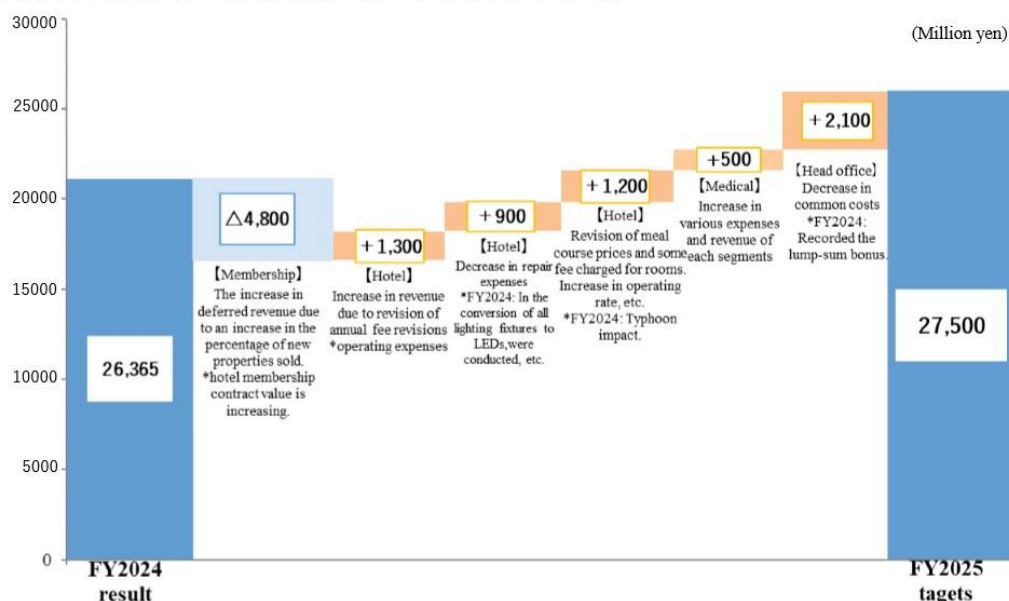 (Million yen)
30000
25000
20000
15000
10000
5000
0
26,365
FY2024
result
△4,800
【Membership】
The increase in
deferred revenue due
to an increase in the
percentage of new
properties sold.
*hotel membership
contract value is
increasing.
+1,300
【Hotel】
Increase in revenue
due to revision of
annual fee revisions
*operating expenses
+900
【Hotel】
Decrease in repair
expenses
*FY2024: In the
conversion of all
lighting fixtures to
LEDs,were
conducted, etc.
+1,200
【Hotel】
Revision of meal
course prices and some
fee charged for rooms.
Increase in operating
rate, etc.
*FY2024: Typhoon
impact.
+500
【Medical】
Increase in
various expenses
and revenue of
each segments
+2,100
【Head office】
Decrease in
common costs
*FY2024:
Recorded the
lump-sum bonus.
27,500
FY2025
tagets